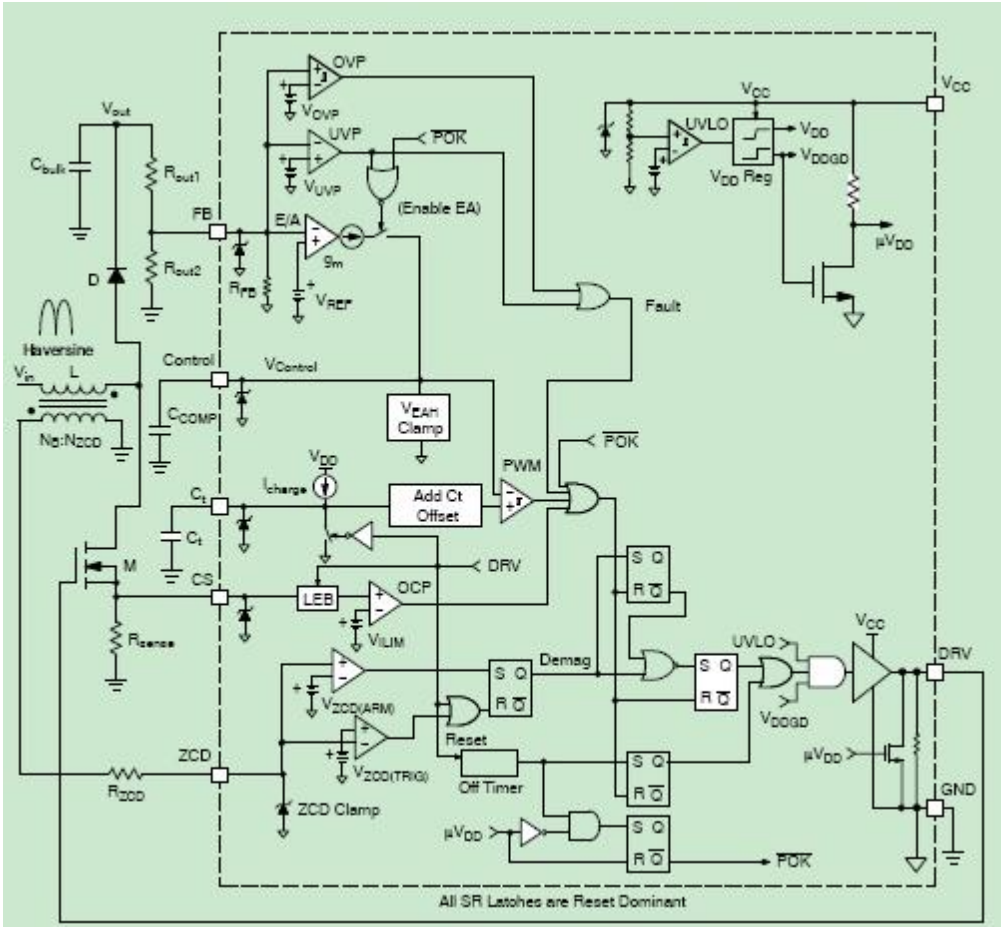 OVP
VOVP
UVP
POK
VUVP
(Enable EA)
E/A
gm
RFB
VREF
Vout
Cbulk
Rout1
FB
Rout2
D
Haversine
Vin
L
NB:NZCD
VCC
VCC
UVLO
VDD
VDDGD
VDD Reg
µVDD
Fault
Control
VControl
CCOMP
VEAH
Clamp
POK
PWM
VDD
Icharge
Ct
Add Ct
Offset
Ct
DRV
M
CS
LEB
OCP
VILIM
Rsense
S Q
R Q
Demag
UVLO
VCC
DRV
S Q
R Q
S Q
R Q
VZCD(ARM)
VDDGD
Reset
VZCD(TRIG)
µVDD
ZCD
RZCD
Off Timer
S Q
R Q
GND
ZCD Clamp
µVDD
S Q
R Q
POK
All SR Latches are Reset Dominant